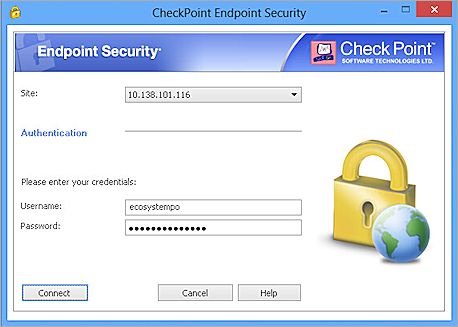 CheckPoint Endpoint Security
Endpoint Security
Check Point™
SOFTWARE TECHNOLOGIES LTD.
Site:
10.138.101.116
Authentication
Please enter your credentials:
Username:
ecosystempo
Password:
••••••••••••••
Connect
Cancel
Help